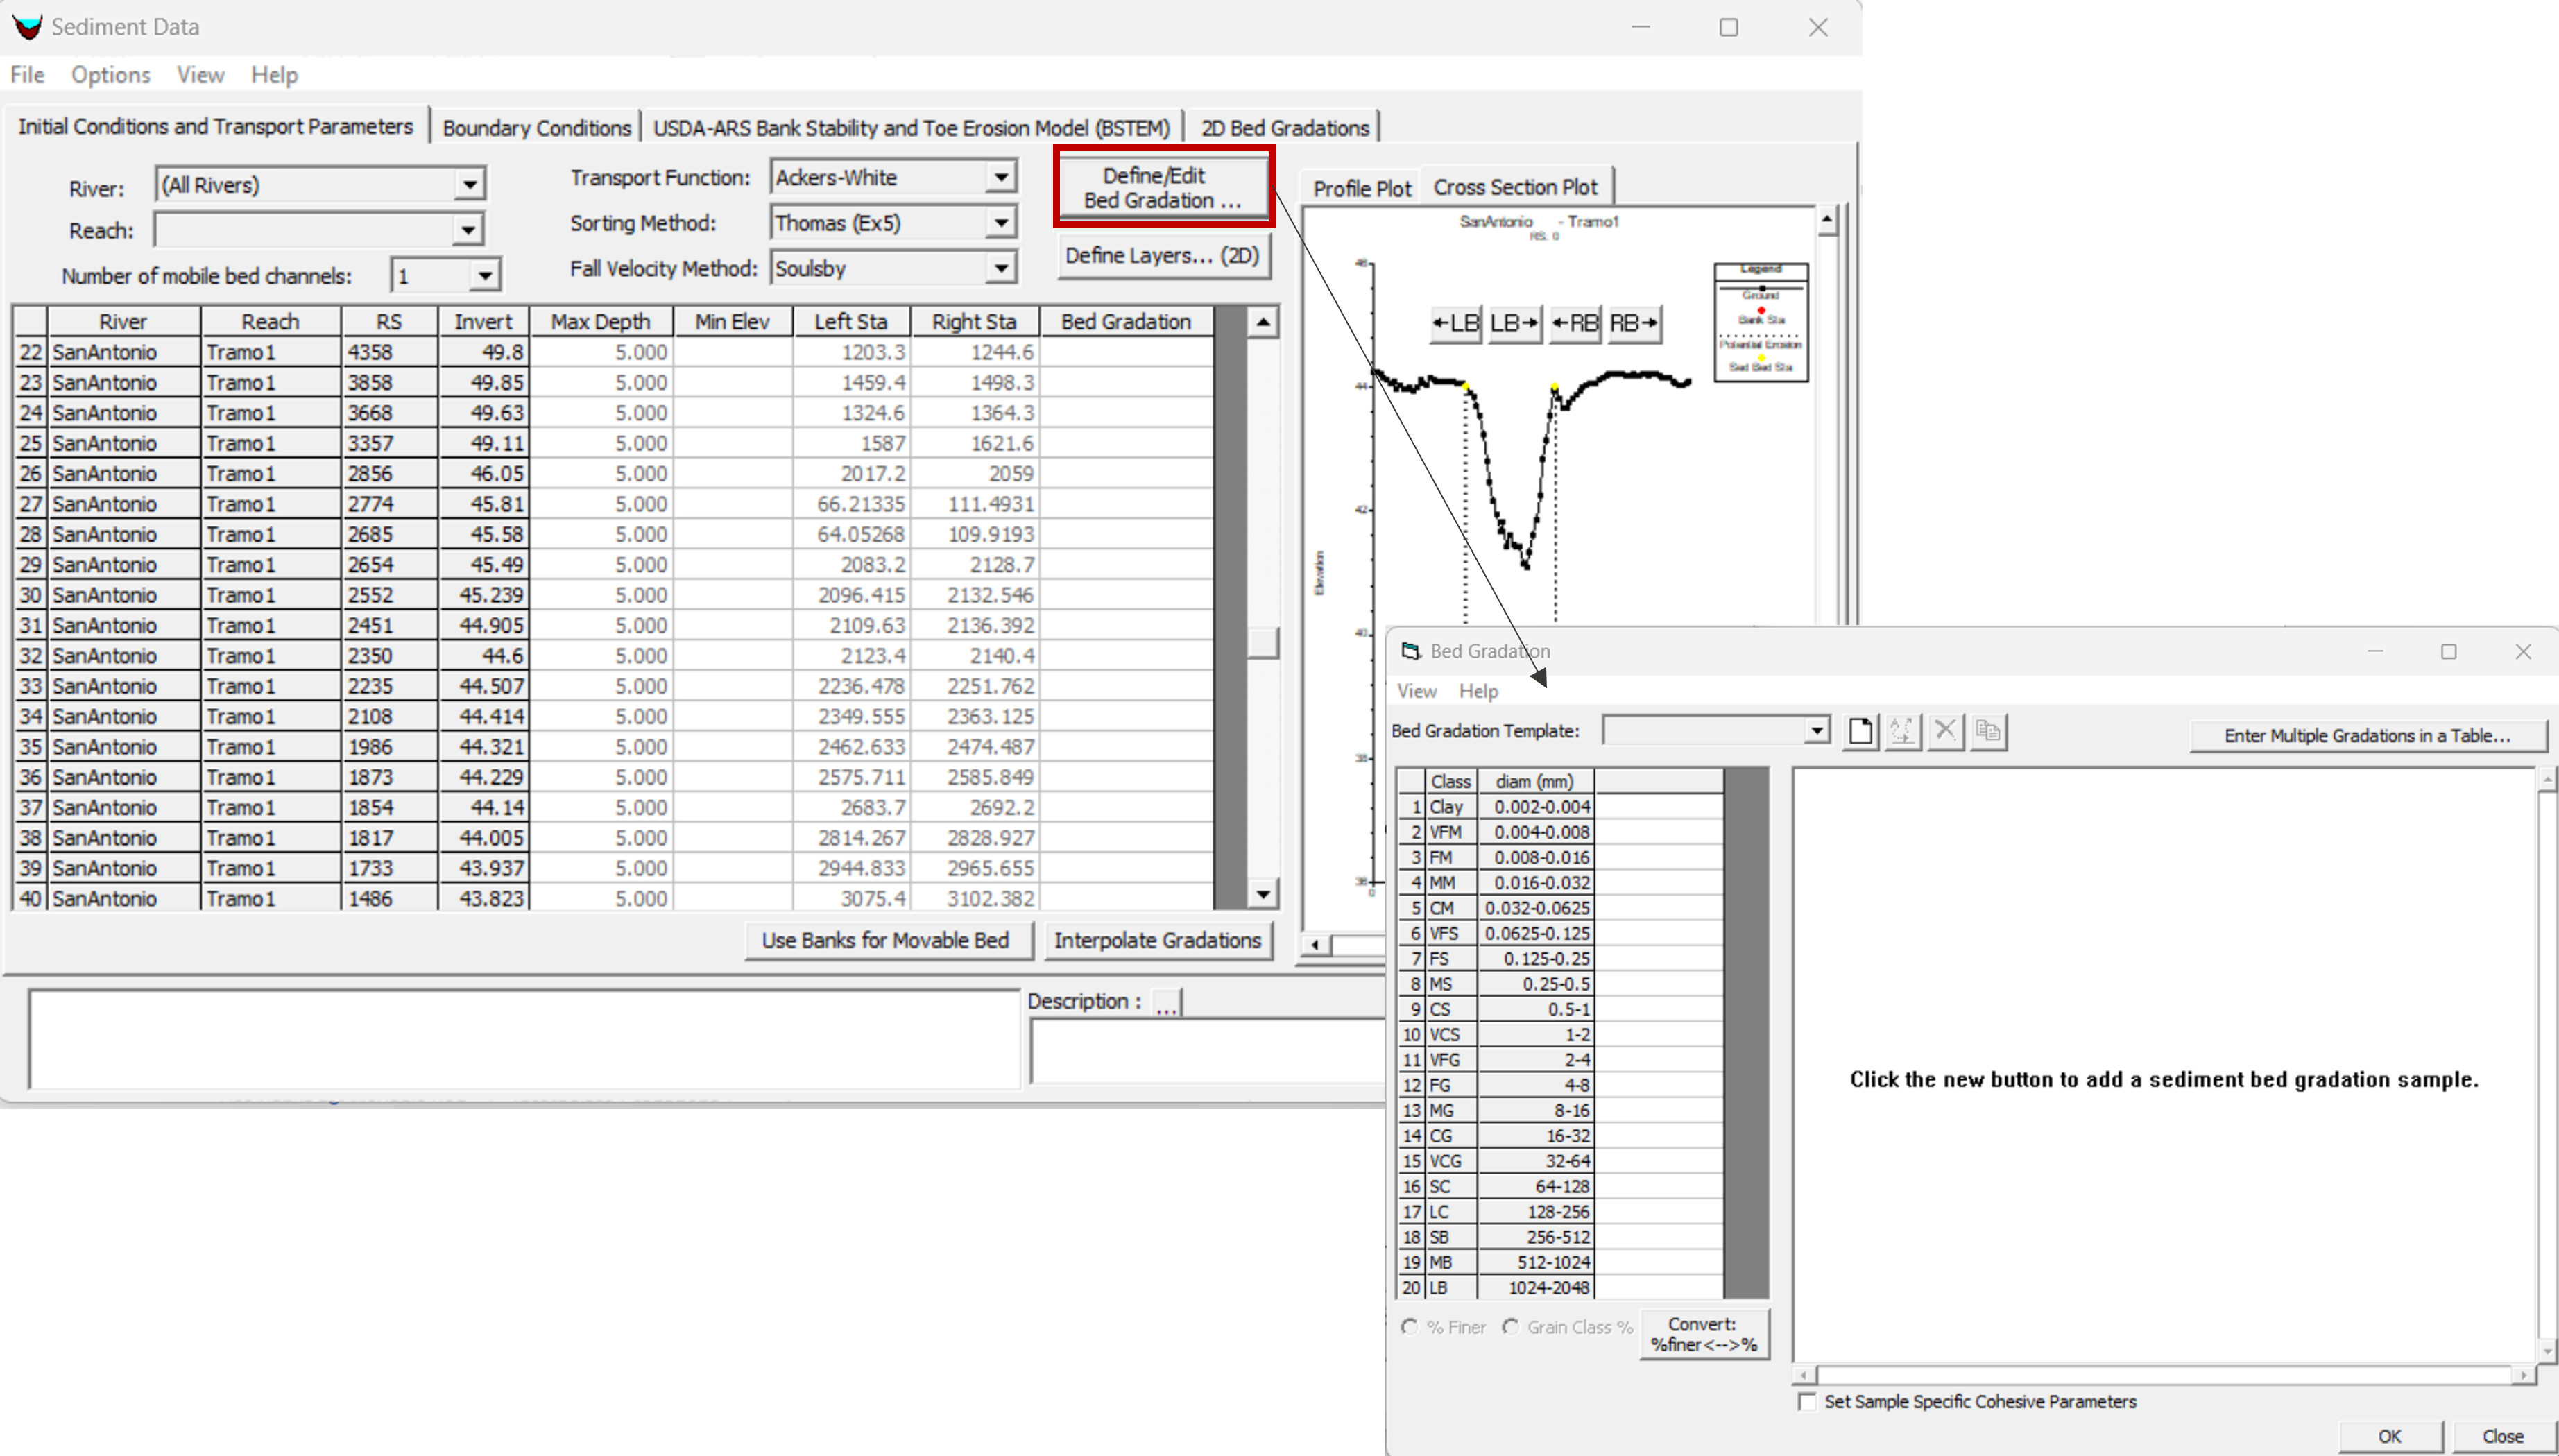 Sediment Data
File Options View Help
Initial Conditions and Transport Parameters Boundary Conditions USDA-ARS Bank Stability and Toe Erosion Model (BSTEM) 2D Bed Gradations
River: (All Rivers)
Reach:
Number of mobile bed channels: 1
Transport Function: Ackers-White
Sorting Method: Thomas (Ex5)
Fall Velocity Method: Soulsby
Define/Edit
Bed Gradation ...
Define Layers... (2D)
River Reach RS Invert Max Depth Min Elev Left Sta Right Sta Bed Gradation
22 SanAntonio Tramo1 4358 49.8 5.000 1203.3 1244.6
23 SanAntonio Tramo1 3858 49.85 5.000 1459.4 1498.3
24 SanAntonio Tramo1 3668 49.63 5.000 1324.6 1364.3
25 SanAntonio Tramo1 3357 49.11 5.000 1587 1621.6
26 SanAntonio Tramo1 2856 46.05 5.000 2017.2 2059
27 SanAntonio Tramo1 2774 45.81 5.000 66.21335 111.4931
28 SanAntonio Tramo1 2685 45.58 5.000 64.05268 109.9193
29 SanAntonio Tramo1 2654 45.49 5.000 2083.2 2128.7
30 SanAntonio Tramo1 2552 45.239 5.000 2096.415 2132.546
31 SanAntonio Tramo1 2451 44.905 5.000 2109.63 2136.392
32 SanAntonio Tramo1 2350 44.6 5.000 2123.4 2140.4
33 SanAntonio Tramo1 2235 44.507 5.000 2236.478 2251.762
34 SanAntonio Tramo1 2108 44.414 5.000 2349.555 2363.125
35 SanAntonio Tramo1 1986 44.321 5.000 2462.633 2474.487
36 SanAntonio Tramo1 1873 44.229 5.000 2575.711 2585.849
37 SanAntonio Tramo1 1854 44.14 5.000 2683.7 2692.2
38 SanAntonio Tramo1 1817 44.005 5.000 2814.267 2828.927
39 SanAntonio Tramo1 1733 43.937 5.000 2944.833 2965.655
40 SanAntonio Tramo1 1486 43.823 5.000 3075.4 3102.382
Use Banks for Movable Bed Interpolate Gradations
Description : ...
Profile Plot Cross Section Plot
SanAntonio - Tramo1
RS. 0
Legend
Ground
Bank Sta
Potential Erosion
Sed Bed Sta
←LB LB→ ←RB RB→
46
44
42
40
38
36
0
Elevation
Bed Gradation
View Help
Bed Gradation Template:
Enter Multiple Gradations in a Table...
Class diam (mm)
1 Clay 0.002-0.004
2 VFM 0.004-0.008
3 FM 0.008-0.016
4 MM 0.016-0.032
5 CM 0.032-0.0625
6 VFS 0.0625-0.125
7 FS 0.125-0.25
8 MS 0.25-0.5
9 CS 0.5-1
10 VCS 1-2
11 VFG 2-4
12 FG 4-8
13 MG 8-16
14 CG 16-32
15 VCG 32-64
16 SC 64-128
17 LC 128-256
18 SB 256-512
19 MB 512-1024
20 LB 1024-2048
Click the new button to add a sediment bed gradation sample.
% Finer Grain Class %
Convert:
%finer<-->%
Set Sample Specific Cohesive Parameters
OK Close